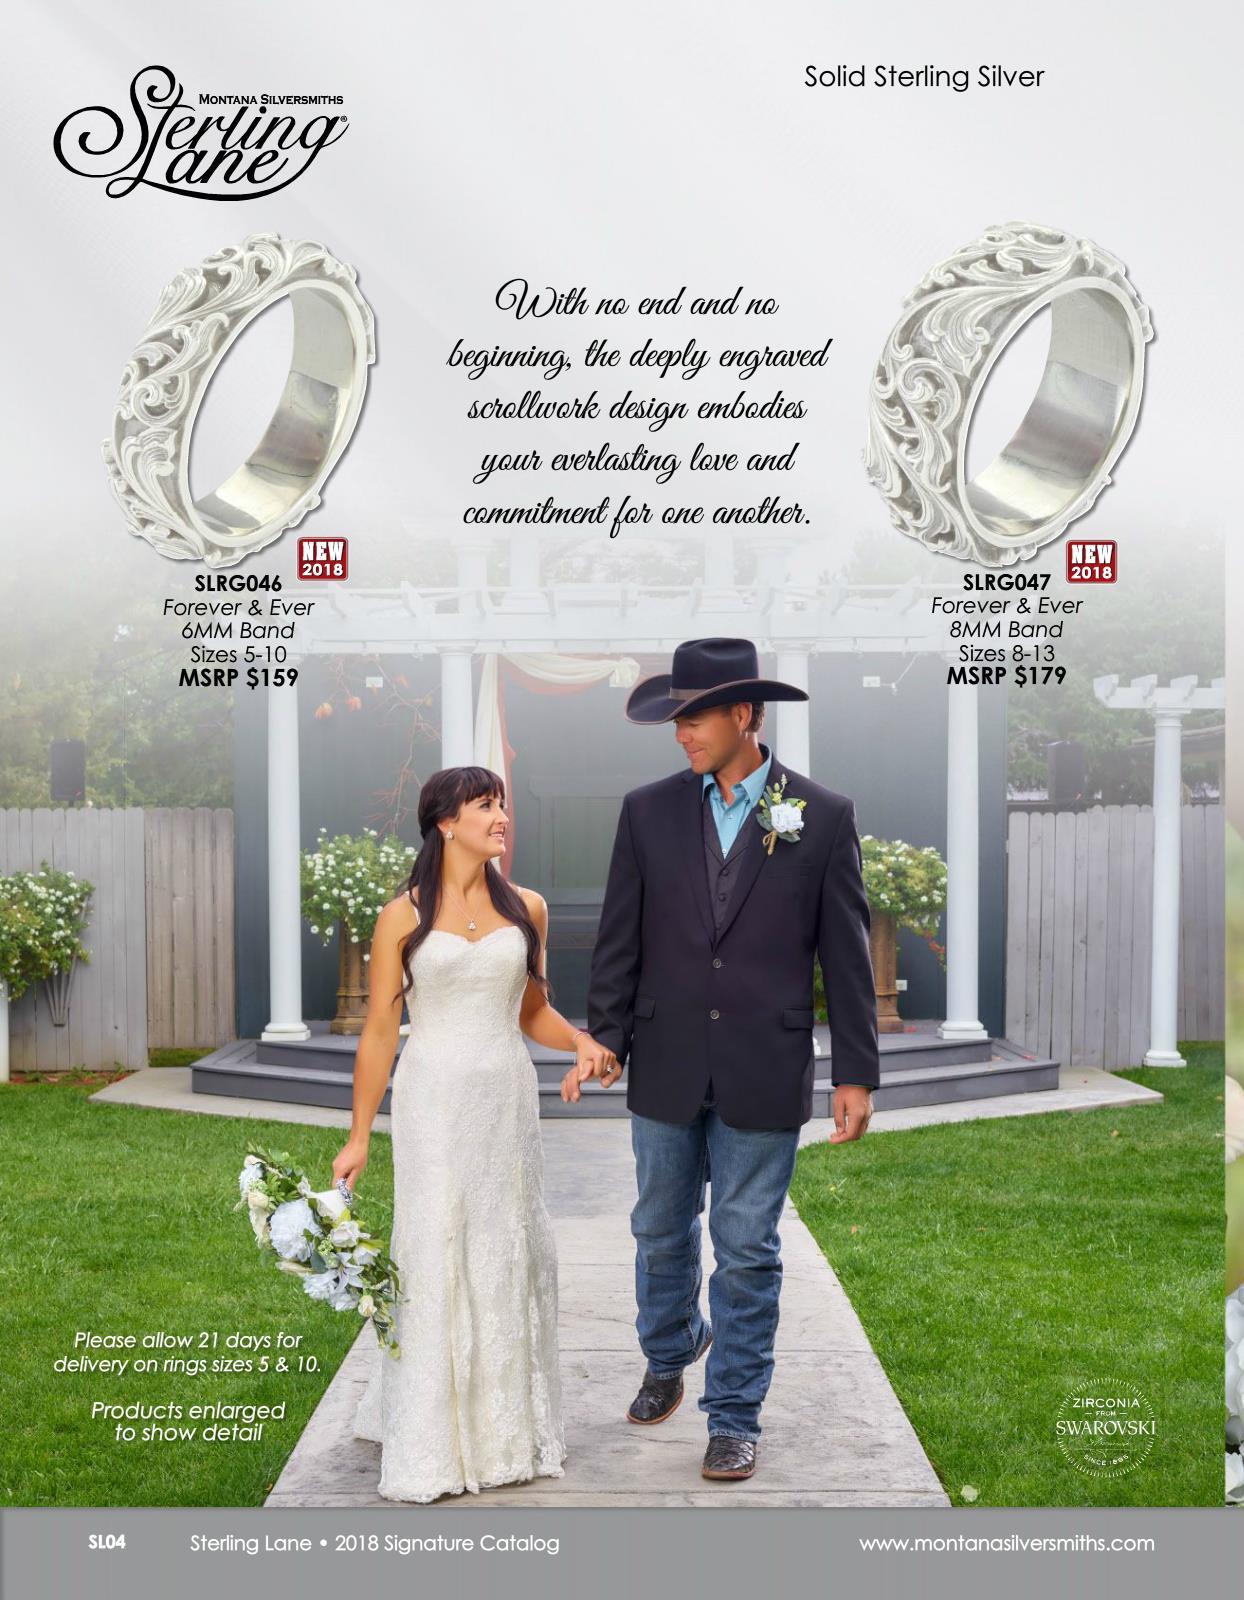 Solid Sterling Silver
MONTANA SILVERSMITHS
Sterling®
Lane
With no end and no
beginning, the deeply engraved
scrollwork design embodies
your everlasting love and
commitment for one another.
NEW
2018
SLRG046
Forever & Ever
6MM Band
Sizes 5-10
MSRP $159
NEW
2018
SLRG047
Forever & Ever
8MM Band
Sizes 8-13
MSRP $179
Please allow 21 days for
delivery on rings sizes 5 & 10.
Products enlarged
to show detail
ZIRCONIA
FROM
SWAROVSKI
SINCE 1895
SL04 Sterling Lane • 2018 Signature Catalog www.montanasilversmiths.com